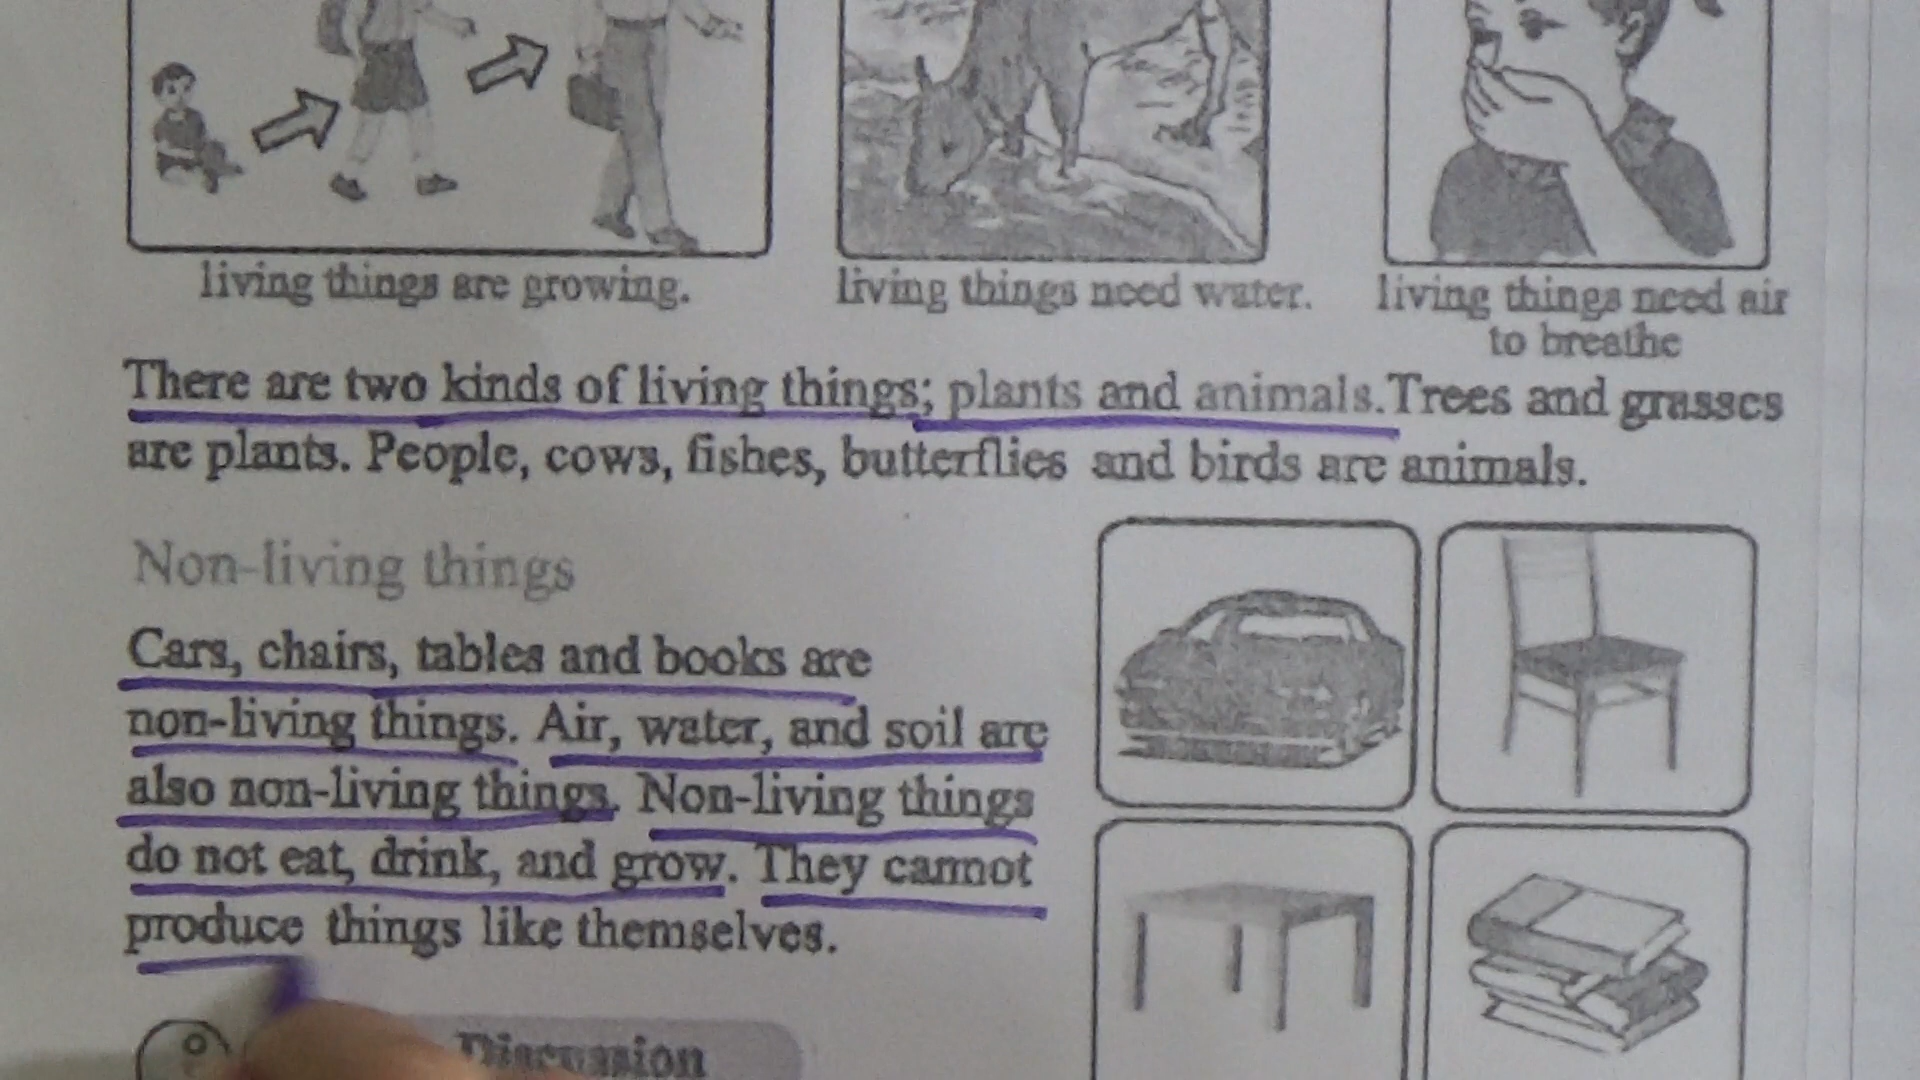 living things are growing.
living things need water.
living things need air
to breathe
There are two kinds of living things; plants and animals. Trees and grasses
are plants. People, cows, fishes, butterflies and birds are animals.
Non-living things
Cars, chairs, tables and books are
non-living things. Air, water, and soil are
also non-living things. Non-living things
do not eat, drink, and grow. They cannot
produce things like themselves.
Discussion